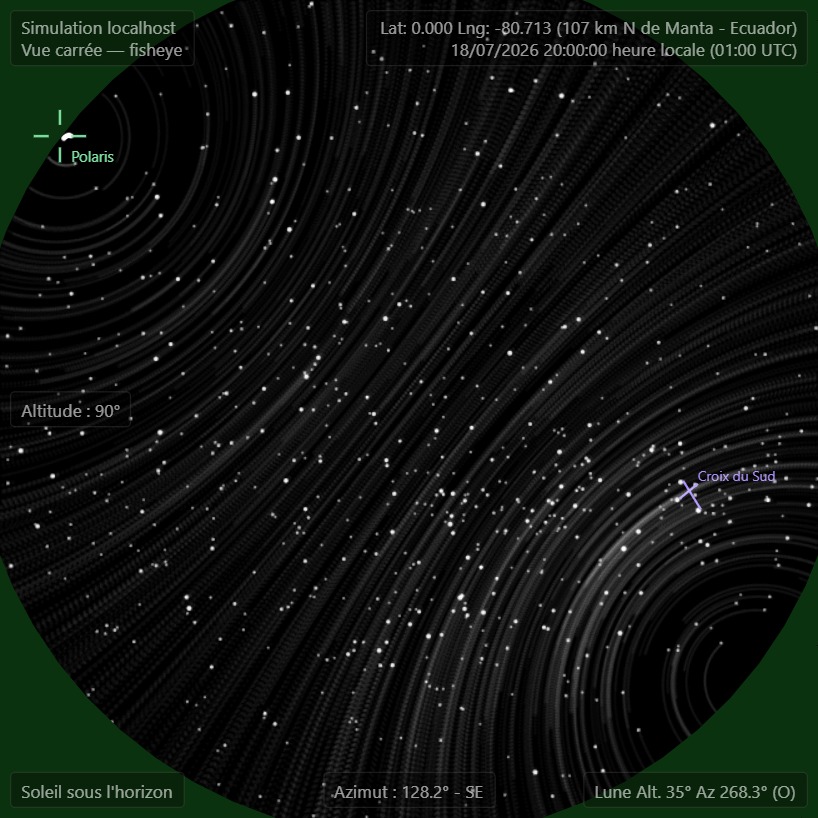 Simulation localhost
Vue carrée — fisheye
Lat: 0.000 Lng: -80.713 (107 km N de Manta - Ecuador)
18/07/2026 20:00:00 heure locale (01:00 UTC)
Polaris
Altitude : 90°
Croix du Sud
Soleil sous l'horizon
Azimut : 128.2° - SE
Lune Alt. 35° Az 268.3° (O)